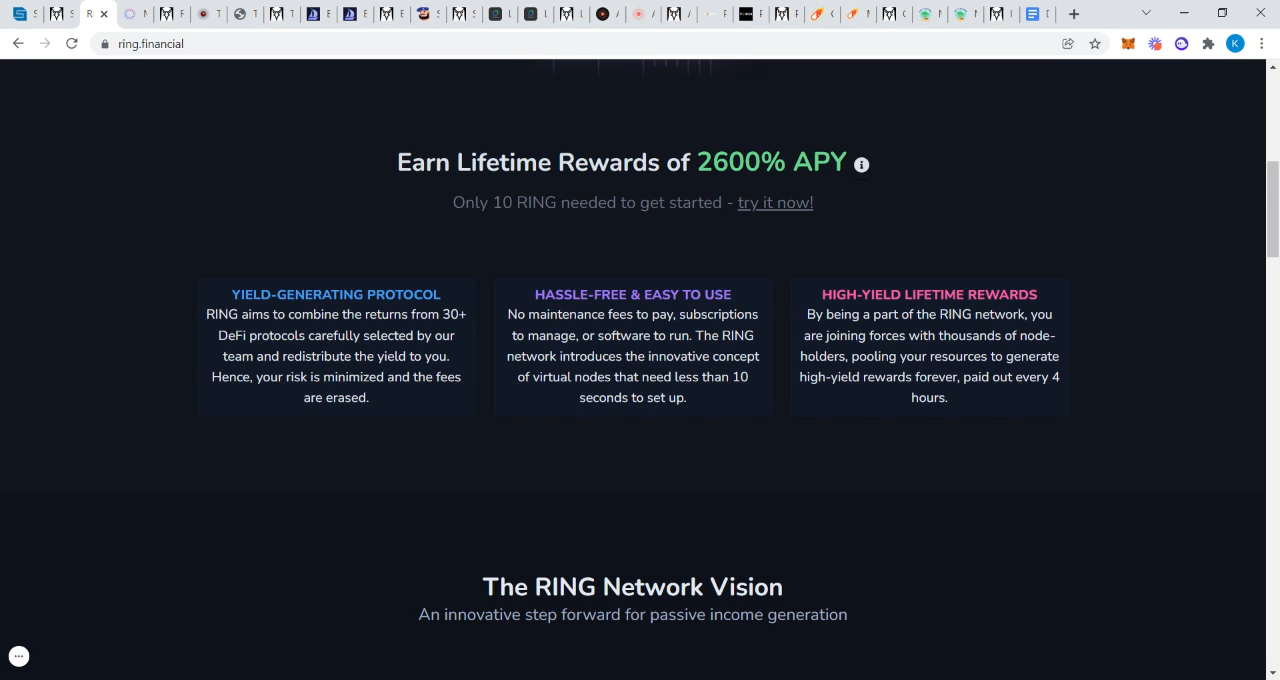 ring.financial
Earn Lifetime Rewards of 2600% APY
Only 10 RING needed to get started - try it now!
YIELD-GENERATING PROTOCOL
RING aims to combine the returns from 30+
DeFi protocols carefully selected by our
team and redistribute the yield to you.
Hence, your risk is minimized and the fees
are erased.
HASSLE-FREE & EASY TO USE
No maintenance fees to pay, subscriptions
to manage, or software to run. The RING
network introduces the innovative concept
of virtual nodes that need less than 10
seconds to set up.
HIGH-YIELD LIFETIME REWARDS
By being a part of the RING network, you
are joining forces with thousands of node-
holders, pooling your resources to generate
high-yield rewards forever, paid out every 4
hours.
The RING Network Vision
An innovative step forward for passive income generation